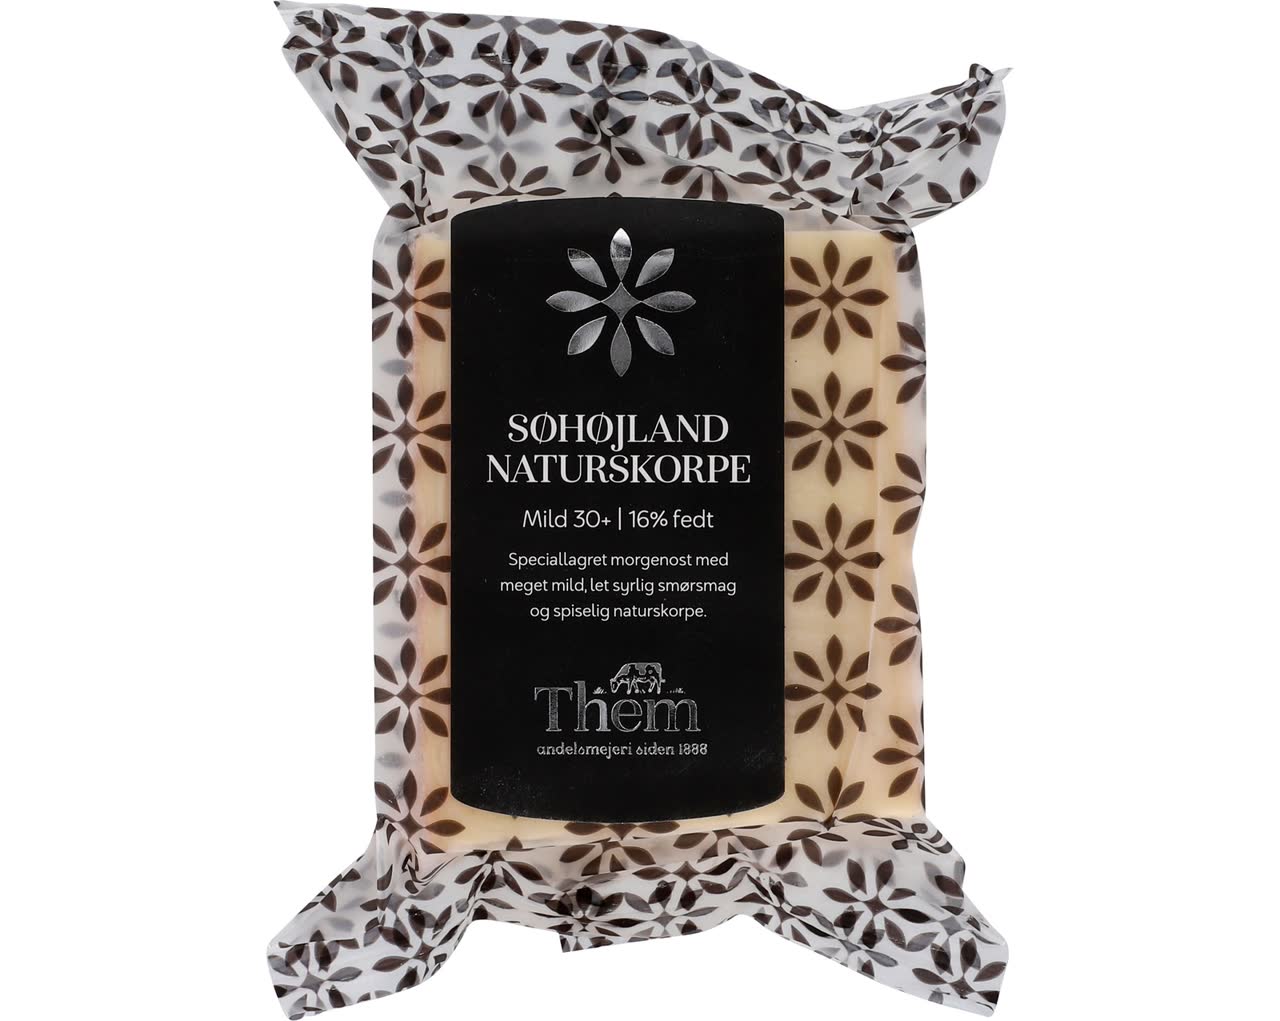 SØHØJLAND
NATURSKORPE
Mild 30+ | 16% fedt
Speciallagret morgenost med
meget mild, let syrlig smørsmag
og spiselig naturskorpe.
Them
andelsmejeri siden 1888